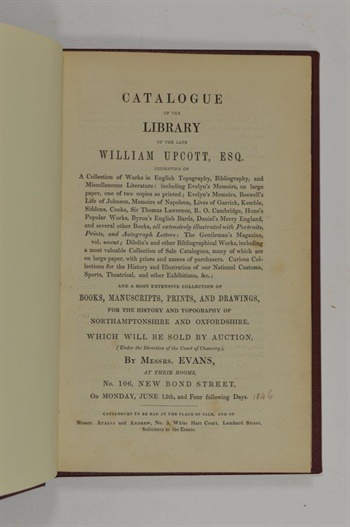 CATALOGUE
OF THE
LIBRARY
OF THE LATE
WILLIAM UPCOTT, ESQ.
CONSISTING OF
A Collection of Works in English Topography, Bibliography, and
Miscellaneous Literature: including Evelyn's Memoirs, on large
paper, one of two copies so printed; Evelyn's Memoirs, Boswell's
Life of Johnson, Memoirs of Napoleon, Lives of Garrick, Kemble,
Siddons, Cooke, Sir Thomas Lawrence, R. O. Cambridge, Hone's
Popular Works, Byron's English Bards, Daniel's Merry England,
and several other Books, all extensively illustrated with Portraits,
Prints, and Autograph Letters; The Gentleman's Magazine,
vol. uncut; Dibdin's and other Bibliographical Works, including
a most valuable Collection of Sale Catalogues, many of which are
on large paper, with prices and names of purchasers. Curious Col-
lections for the History and Illustration of our National Customs,
Sports, Theatrical, and other Exhibitions, &c.;
AND A MOST EXTENSIVE COLLECTION OF
BOOKS, MANUSCRIPTS, PRINTS, AND DRAWINGS,
FOR THE HISTORY AND TOPOGRAPHY OF
NORTHAMPTONSHIRE AND OXFORDSHIRE.
WHICH WILL BE SOLD BY AUCTION,
(Under the Direction of the Court of Chancery),
By Messrs. EVANS,
AT THEIR ROOMS,
No. 106, NEW BOND STREET,
On MONDAY, JUNE 15th, and Four following Days. 1846
CATALOGUES TO BE HAD AT THE PLACE OF SALE, AND OF
Messrs. Atkins and Andrew, No. 5, White Hart Court, Lombard Street,
Solicitors to the Estate.